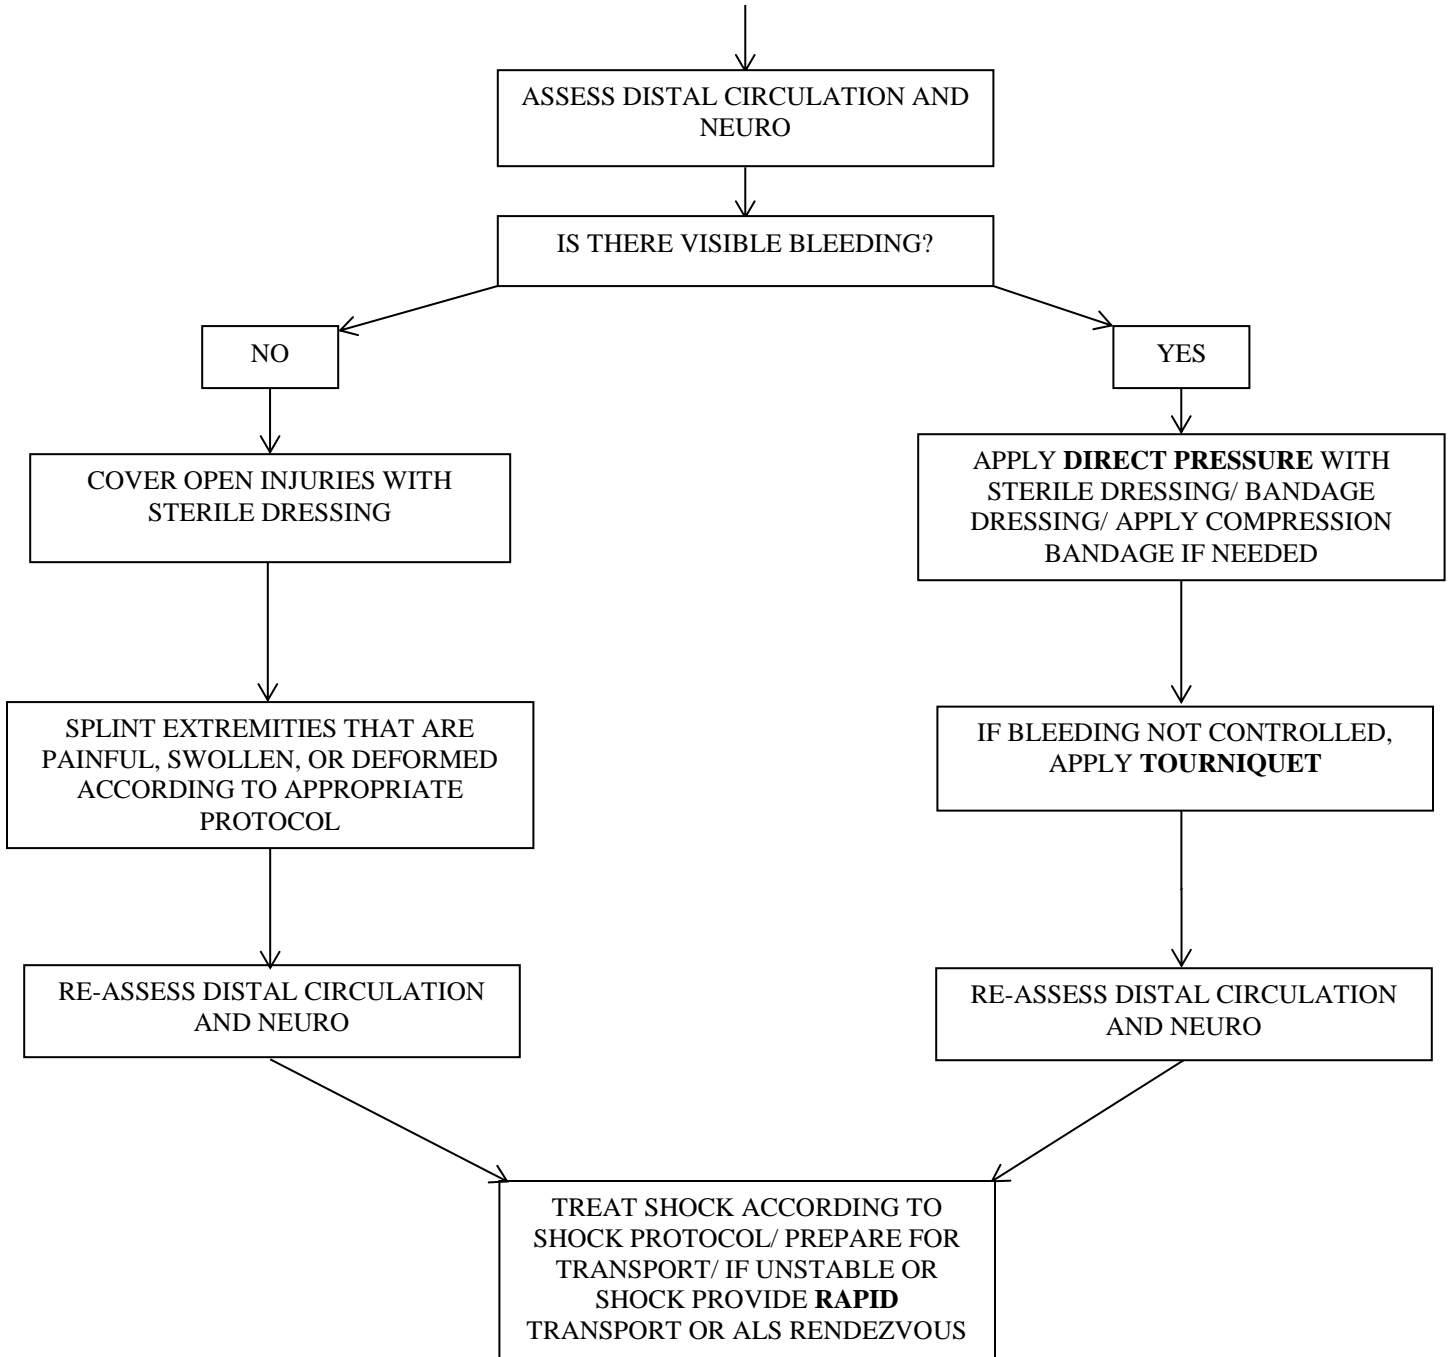 ASSESS DISTAL CIRCULATION AND
NEURO
IS THERE VISIBLE BLEEDING?
NO
YES
COVER OPEN INJURIES WITH
STERILE DRESSING
APPLY DIRECT PRESSURE WITH
STERILE DRESSING/ BANDAGE
DRESSING/ APPLY COMPRESSION
BANDAGE IF NEEDED
SPLINT EXTREMITIES THAT ARE
PAINFUL, SWOLLEN, OR DEFORMED
ACCORDING TO APPROPRIATE
PROTOCOL
IF BLEEDING NOT CONTROLLED,
APPLY TOURNIQUET
RE-ASSESS DISTAL CIRCULATION
AND NEURO
RE-ASSESS DISTAL CIRCULATION
AND NEURO
TREAT SHOCK ACCORDING TO
SHOCK PROTOCOL/ PREPARE FOR
TRANSPORT/ IF UNSTABLE OR
SHOCK PROVIDE RAPID
TRANSPORT OR ALS RENDEZVOUS